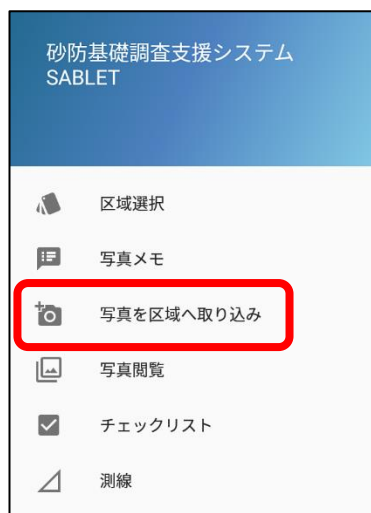 砂防基礎調査支援システム
SABLET
区域選択
写真メモ
写真を区域へ取り込み
写真閲覧
チェックリスト
測線